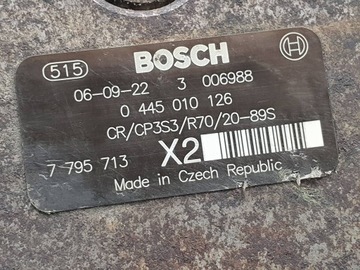 515 BOSCH
06-09-22 3 006988
0 445 010 126
CR/CP3S3/R70/20-89S
7 795 713 X2
Made in Czech Republic